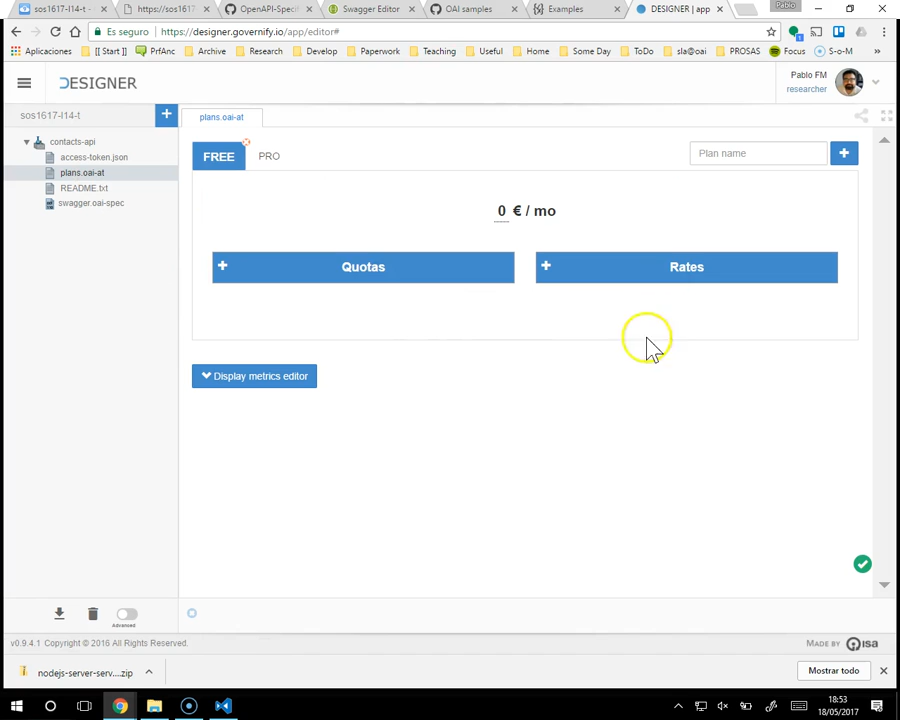 sos1617-l14-t -
https://sos1617
OpenAPI-Specif
Swagger Editor
OAI samples
Examples
DESIGNER | app
Pablo
Es seguro
https://designer.governify.io/app/editor#
Aplicaciones
[[ Start ]]
PrfAnc
Archive
Research
Develop
Paperwork
Teaching
Useful
Home
Some Day
ToDo
sla@oai
PROSAS
Focus
S-o-M
»
DESIGNER
Pablo FM
researcher
sos1617-l14-t
+
plans.oai-at
contacts-api
access-token.json
plans.oai-at
README.txt
swagger.oai-spec
FREE
PRO
Plan name
+
0 € / mo
+ Quotas
+ Rates
Display metrics editor
Advanced
v0.9.4.1 Copyright © 2016 All Rights Reserved.
MADE BY isa
nodejs-server-serv....zip
Mostrar todo
18:53
18/05/2017